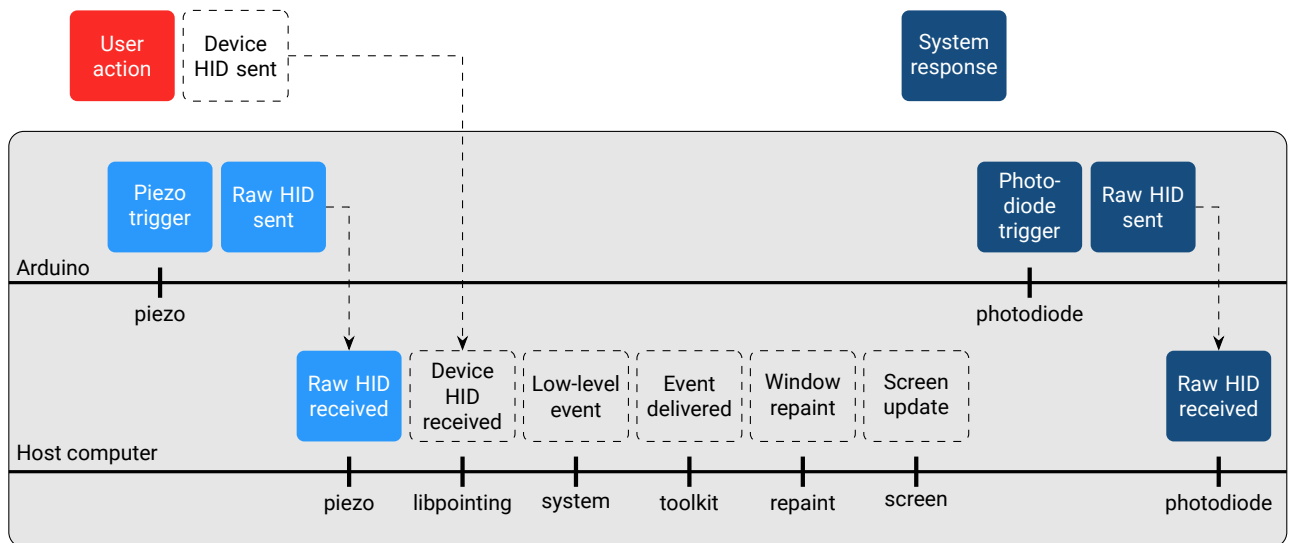 User
action
Device
HID sent
System
response
Piezo
trigger
Raw HID
sent
Photo-
diode
trigger
Raw HID
sent
Arduino
piezo
photodiode
Raw HID
received
Device
HID
received
Low-level
event
Event
delivered
Window
repaint
Screen
update
Raw HID
received
Host computer
piezo
libpointing
system
toolkit
repaint
screen
photodiode